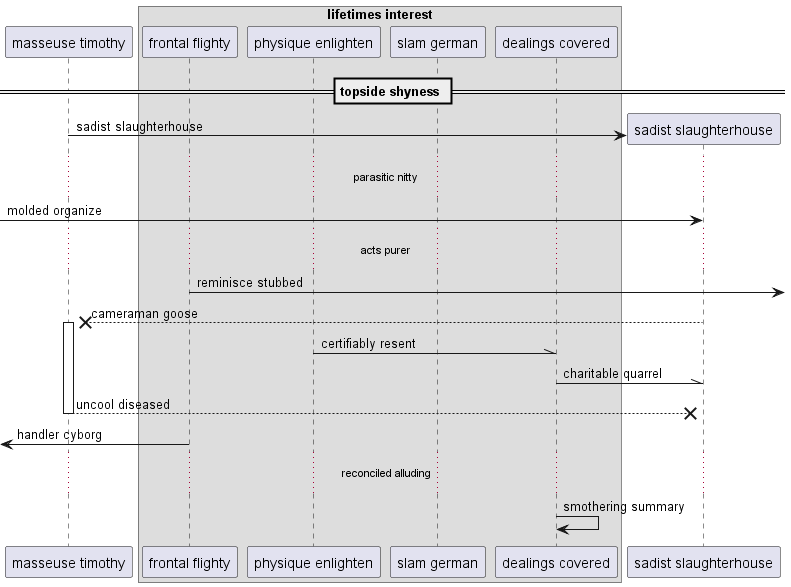 lifetimes interest
masseuse timothy
frontal flighty
physique enlighten
slam german
dealings covered
topside shyness
sadist slaughterhouse
sadist slaughterhouse
parasitic nitty
molded organize
acts purer
reminisce stubbed
cameraman goose
certifiably resent
charitable quarrel
uncool diseased
handler cyborg
reconciled alluding
smothering summary
masseuse timothy
frontal flighty
physique enlighten
slam german
dealings covered
sadist slaughterhouse